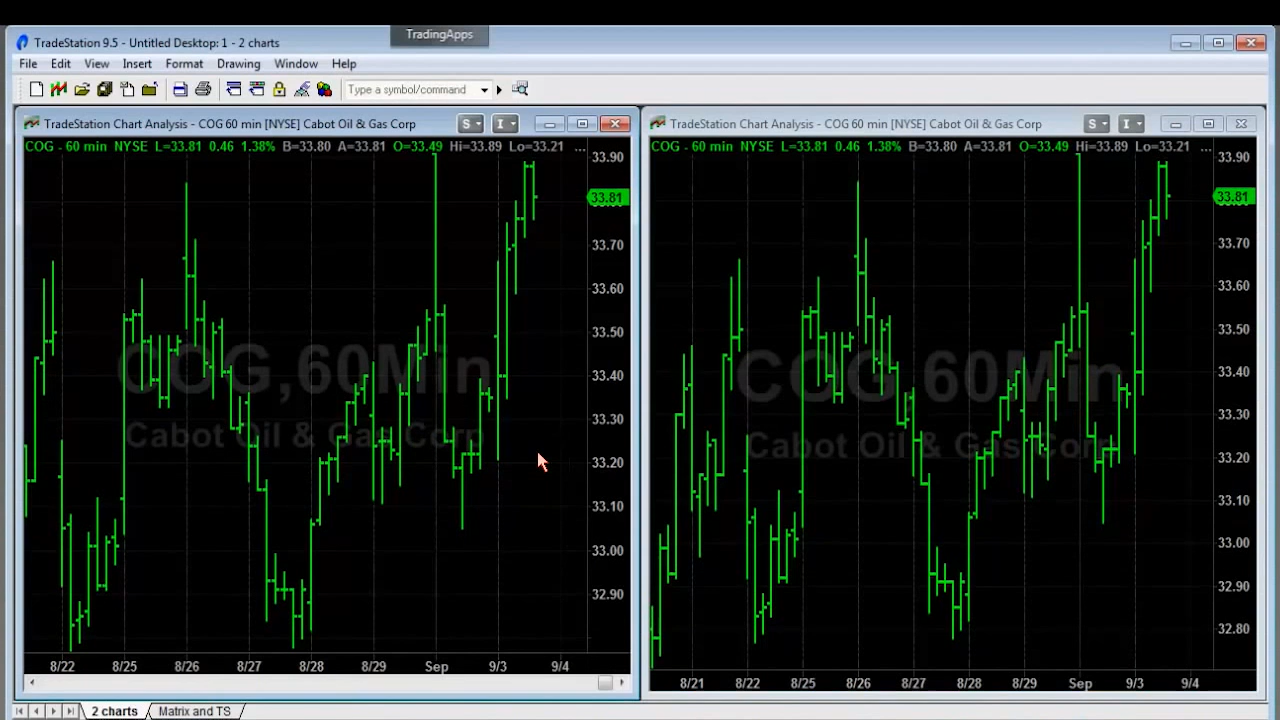 TradingApps
TradeStation 9.5 - Untitled Desktop: 1 - 2 charts
File Edit View Insert Format Drawing Window Help
Type a symbol/command
TradeStation Chart Analysis - COG 60 min [NYSE] Cabot Oil & Gas Corp S I
COG - 60 min NYSE L=33.81 0.46 1.38% B=33.80 A=33.81 O=33.49 Hi=33.89 Lo=33.21 ...
33.90
33.81
33.70
33.60
33.50
33.40
33.30
33.20
33.10
33.00
32.90
COG,60Min
Cabot Oil & Gas Corp
8/22 8/25 8/26 8/27 8/28 8/29 Sep 9/3 9/4
TradeStation Chart Analysis - COG 60 min [NYSE] Cabot Oil & Gas Corp S I
COG - 60 min NYSE L=33.81 0.46 1.38% B=33.80 A=33.81 O=33.49 Hi=33.89 Lo=33.21 ...
33.90
33.81
33.70
33.60
33.50
33.40
33.30
33.20
33.10
33.00
32.90
32.80
COG,60Min
Cabot Oil & Gas Corp
8/21 8/22 8/25 8/26 8/27 8/28 8/29 Sep 9/3 9/4
2 charts Matrix and TS